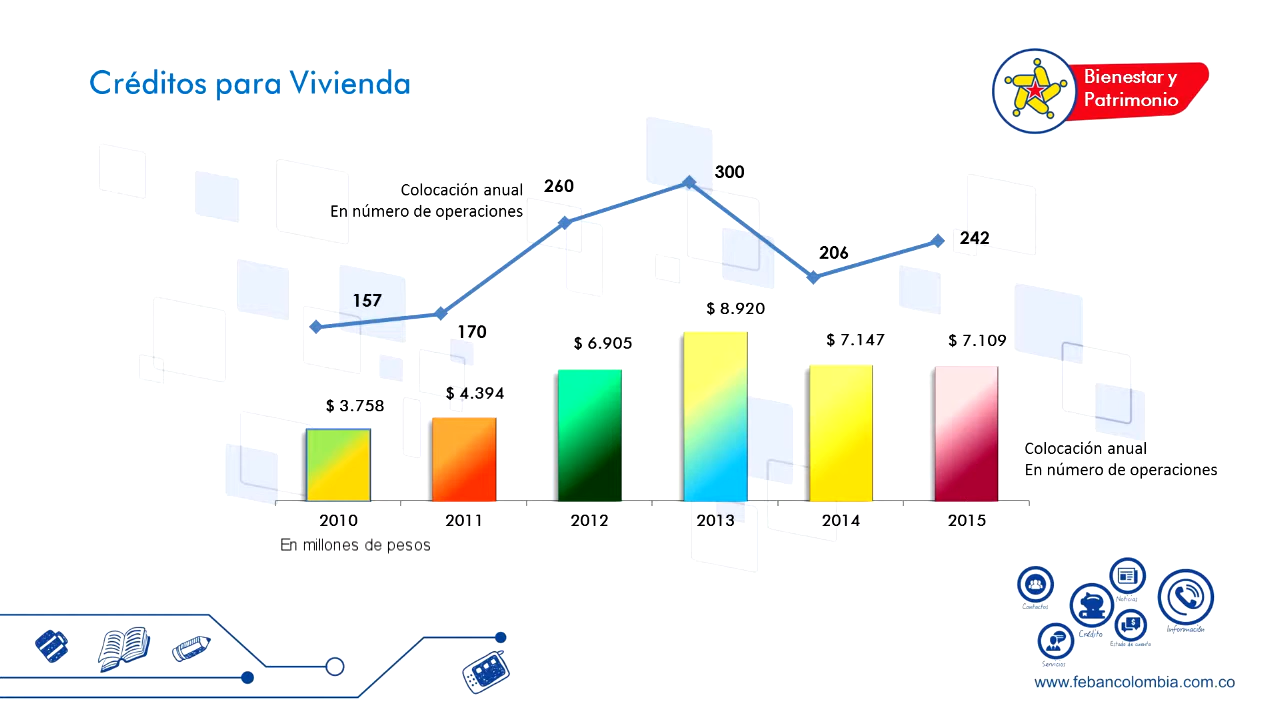 Créditos para Vivienda
Bienestar y
Patrimonio
Colocación anual
En número de operaciones
260
300
157
170
206
242
$ 3.758
$ 4.394
$ 6.905
$ 8.920
$ 7.147
$ 7.109
Colocación anual
En número de operaciones
2010 2011 2012 2013 2014 2015
En millones de pesos
Contactos
Noticias
Crédito
Información
Estado de cuenta
Servicios
www.febancolombia.com.co